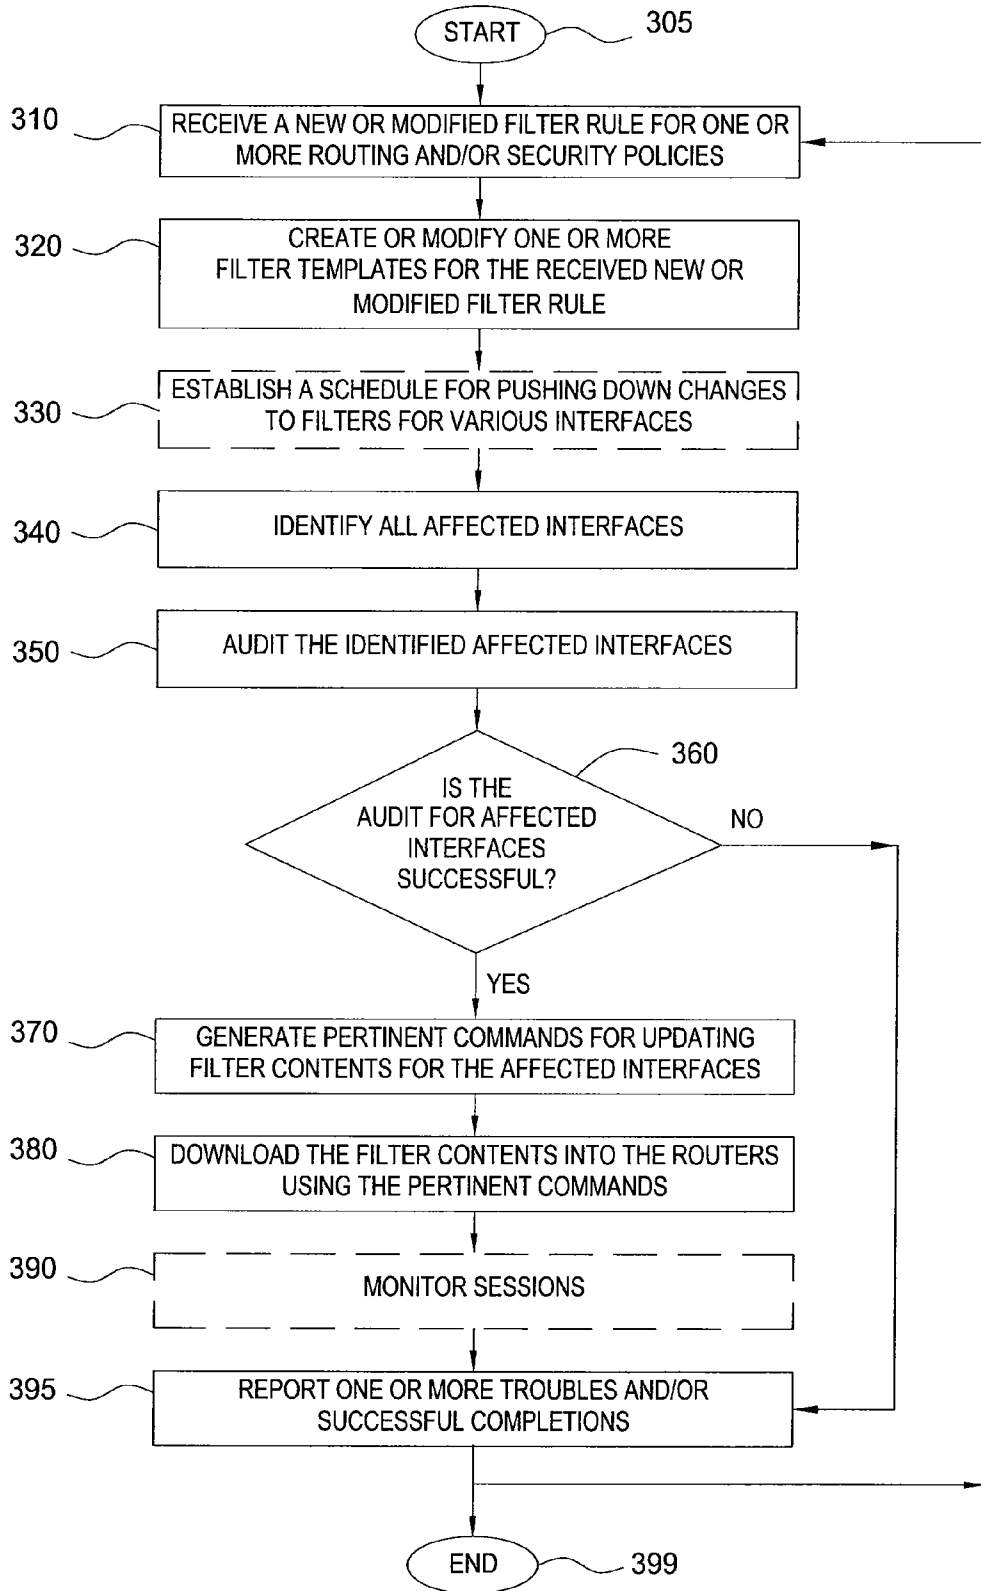 START
305
310
RECEIVE A NEW OR MODIFIED FILTER RULE FOR ONE OR
MORE ROUTING AND/OR SECURITY POLICIES
320
CREATE OR MODIFY ONE OR MORE
FILTER TEMPLATES FOR THE RECEIVED NEW OR
MODIFIED FILTER RULE
330
ESTABLISH A SCHEDULE FOR PUSHING DOWN CHANGES
TO FILTERS FOR VARIOUS INTERFACES
340
IDENTIFY ALL AFFECTED INTERFACES
350
AUDIT THE IDENTIFIED AFFECTED INTERFACES
360
IS THE
AUDIT FOR AFFECTED
INTERFACES
SUCCESSFUL?
NO
YES
370
GENERATE PERTINENT COMMANDS FOR UPDATING
FILTER CONTENTS FOR THE AFFECTED INTERFACES
380
DOWNLOAD THE FILTER CONTENTS INTO THE ROUTERS
USING THE PERTINENT COMMANDS
390
MONITOR SESSIONS
395
REPORT ONE OR MORE TROUBLES AND/OR
SUCCESSFUL COMPLETIONS
END
399